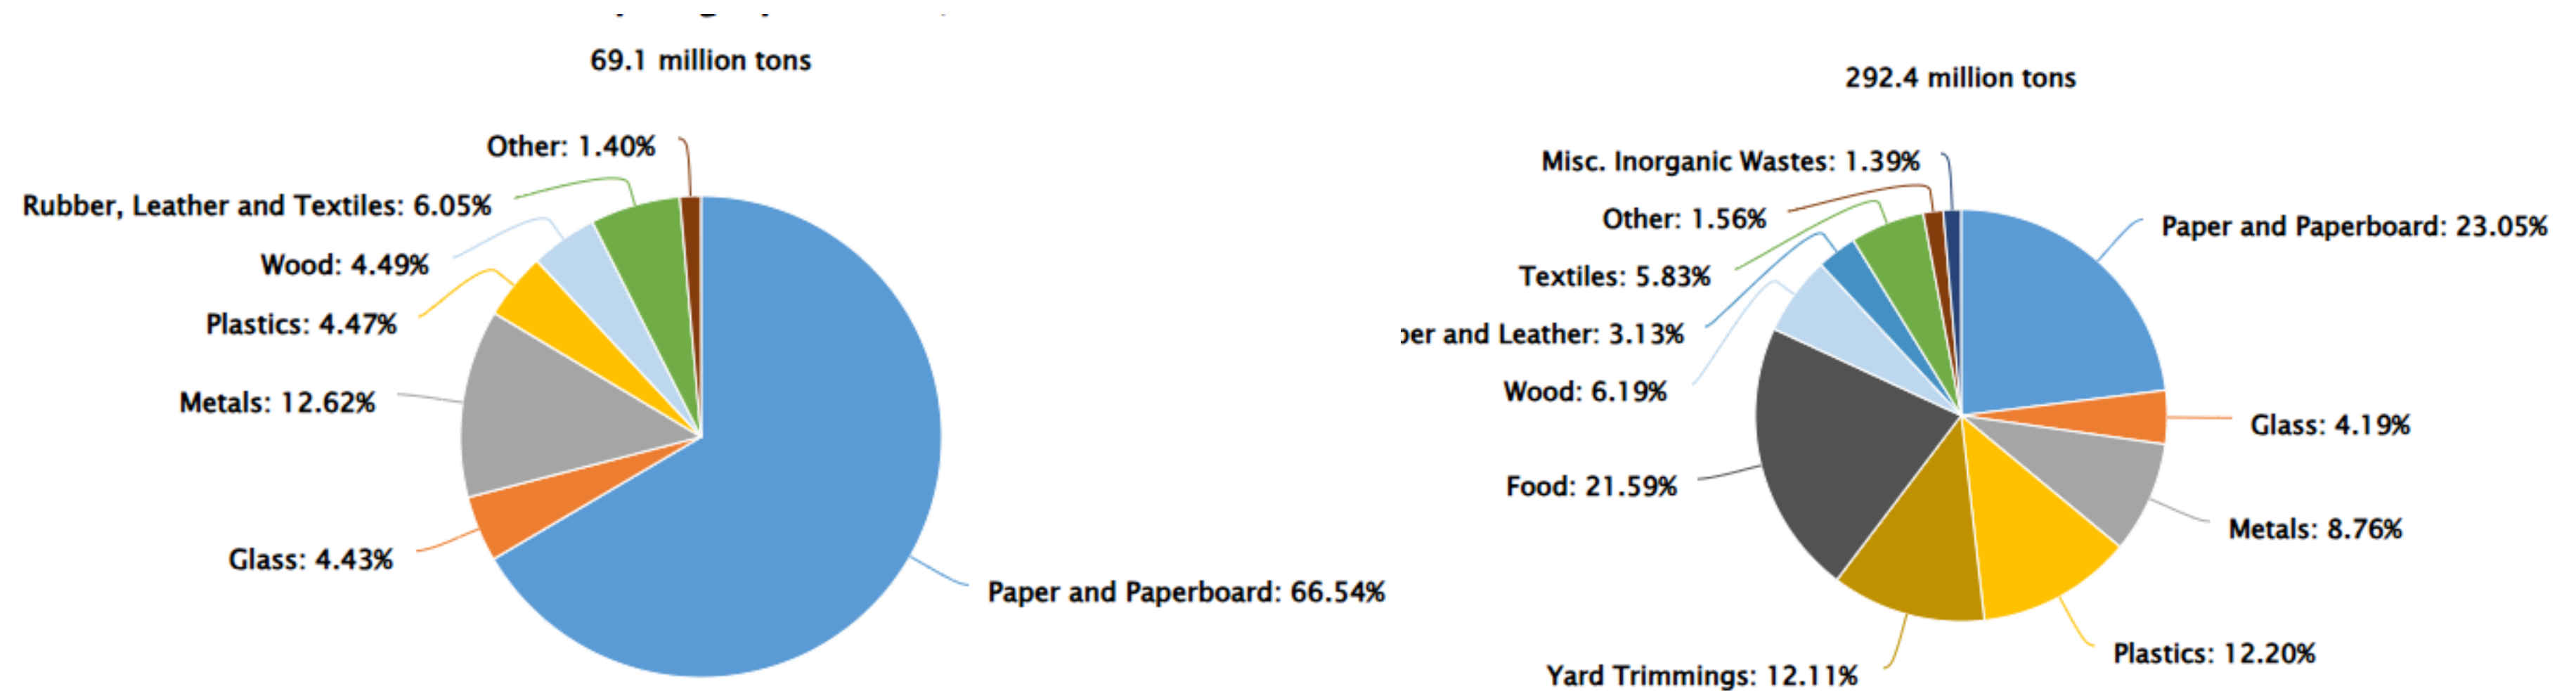 69.1 million tons
Other: 1.40%
Rubber, Leather and Textiles: 6.05%
Wood: 4.49%
Plastics: 4.47%
Metals: 12.62%
Glass: 4.43%
Paper and Paperboard: 66.54%
292.4 million tons
Misc. Inorganic Wastes: 1.39%
Other: 1.56%
Textiles: 5.83%
and Leather: 3.13%
Wood: 6.19%
Food: 21.59%
Yard Trimmings: 12.11%
Paper and Paperboard: 23.05%
Glass: 4.19%
Metals: 8.76%
Plastics: 12.20%